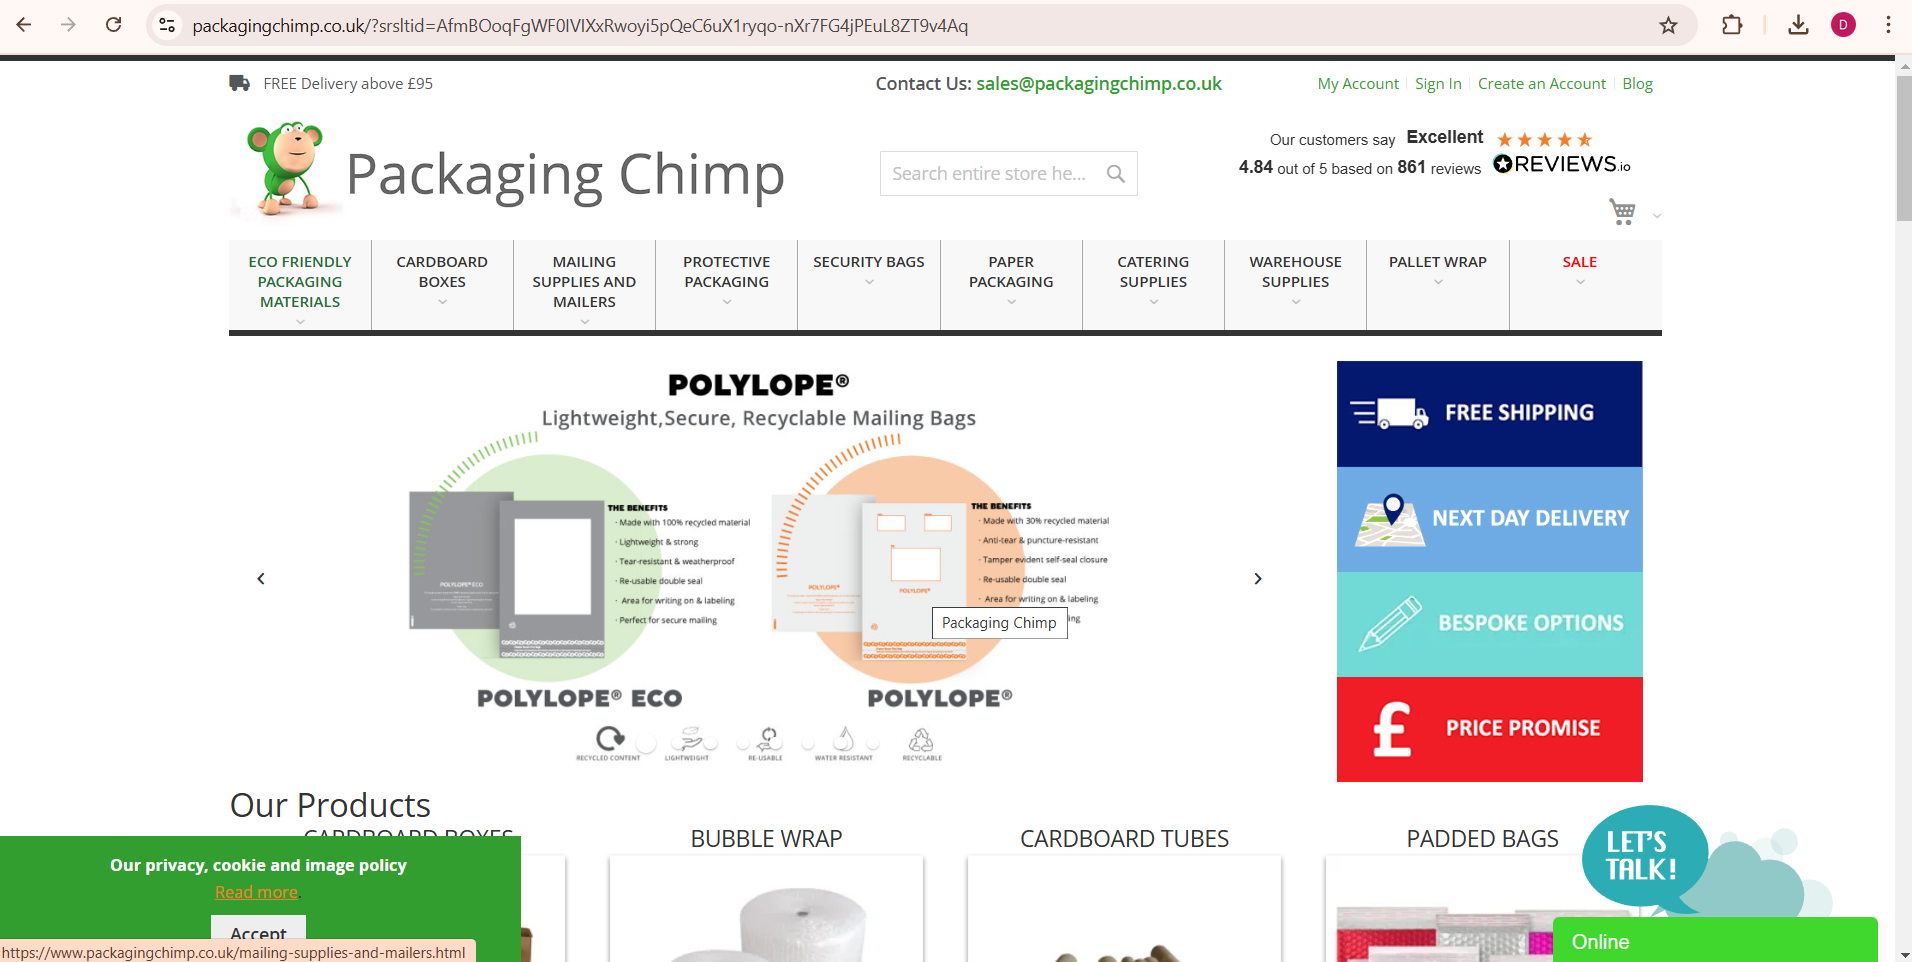 packagingchimp.co.uk/?srsltid=AfmBOoqFgWF0IVlXxRwoyi5pQeC6uX1ryqo-nXr7FG4jPEuL8ZT9v4Aq
D
FREE Delivery above £95
Contact Us: sales@packagingchimp.co.uk
My Account
Sign In
Create an Account
Blog
Packaging Chimp
Search entire store he...
Our customers say Excellent
4.84 out of 5 based on 861 reviews
REVIEWS.io
ECO FRIENDLY
PACKAGING
MATERIALS
CARDBOARD
BOXES
MAILING
SUPPLIES AND
MAILERS
PROTECTIVE
PACKAGING
SECURITY BAGS
PAPER
PACKAGING
CATERING
SUPPLIES
WAREHOUSE
SUPPLIES
PALLET WRAP
SALE
POLYLOPE®
Lightweight,Secure, Recyclable Mailing Bags
THE BENEFITS
· Made with 100% recycled material
· Lightweight & strong
· Tear-resistant & weatherproof
· Re-usable double seal
· Area for writing on & labeling
· Perfect for secure mailing
POLYLOPE® ECO
POLYLOPE® ECO
THE BENEFITS
· Made with 30% recycled material
· Anti-tear & puncture-resistant
· Tamper evident self-seal closure
· Re-usable double seal
· Area for writing on & labeling
POLYLOPE®
POLYLOPE®
Packaging Chimp
POLYLOPE®
RECYCLED CONTENT
LIGHTWEIGHT
RE-USABLE
WATER RESISTANT
RECYCLABLE
FREE SHIPPING
NEXT DAY DELIVERY
BESPOKE OPTIONS
£ PRICE PROMISE
Our Products
CARDBOARD BOXES
BUBBLE WRAP
CARDBOARD TUBES
PADDED BAGS
Our privacy, cookie and image policy
Read more.
Accept
https://www.packagingchimp.co.uk/mailing-supplies-and-mailers.html
LET'S
TALK!
Online